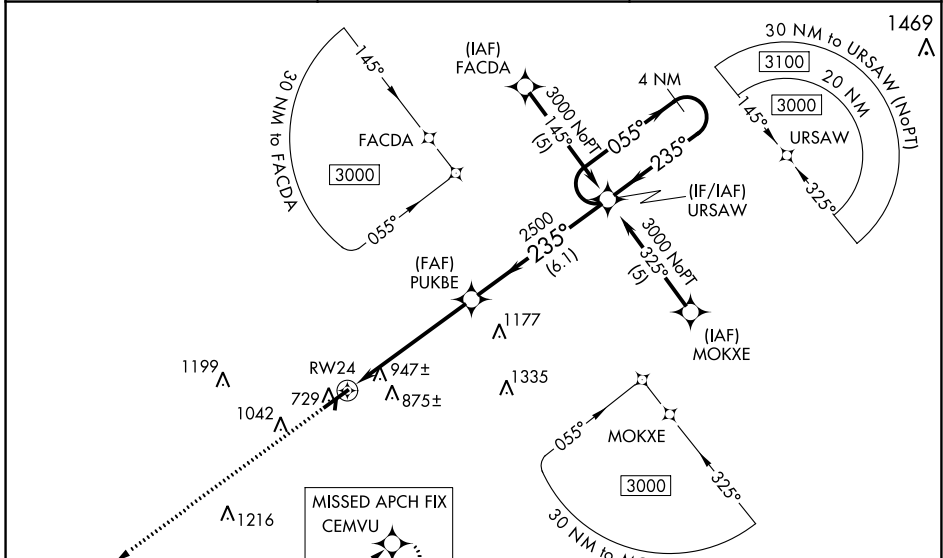 1469
30 NM to URSAW (NoPT)
3100
20 NM
3000
145°
URSAW
325°
(IAF)
FACDA
3000 NoPT
145°
(5)
4 NM
055°
235°
(IF/IAF)
URSAW
145°
30 NM to FACDA
FACDA
3000
055°
2500
235°
(6.1)
3000 NoPT
325°
(5)
(FAF)
PUKBE
(IAF)
MOKXE
1177
1199
RW24
947±
729
875±
1335
1042
055°
MOKXE
3000
325°
1216
MISSED APCH FIX
CEMVU
30 NM to